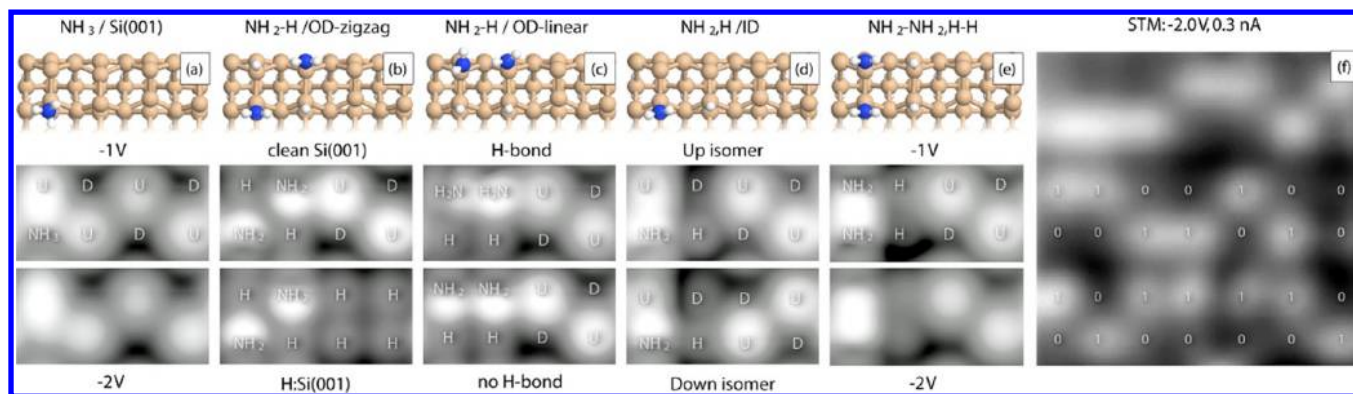 NH3 / Si(001) NH2-H /OD-zigzag NH2-H / OD-linear NH2,H /ID NH2-NH2,H-H STM: -2.0V, 0.3 nA
(a) (b) (c) (d) (e) (f)
-1V clean Si(001) H-bond Up isomer -1V
U D U D H NH2 U D H2N H2N U D U D U D NH2 H U D 1 1 0 0 1 0 0
NH3 U D U NH2 H D U H H D U NH2 H D U NH2 H D U 0 0 1 1 0 1 0
H NH2 H H NH2 NH2 U D U D D U 1 0 1 1 1 1 0
NH2 H H H H H D U NH2 H U D 0 1 0 0 0 0 1
-2V H:Si(001) no H-bond Down isomer -2V